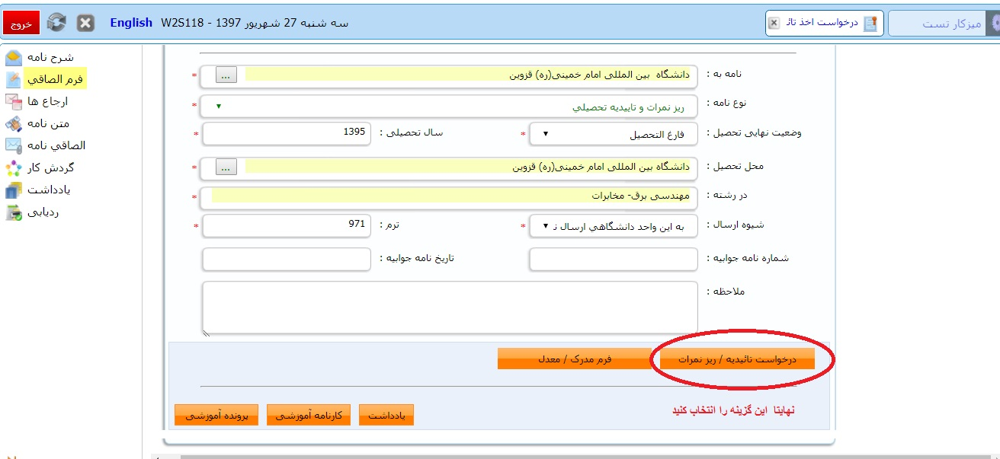 میزکار تست
درخواست اخذ تائ
سه شنبه 27 شهریور 1397 - W2S118
English
خروج
شرح نامه
فرم الصاقي
ارجاع ها
متن نامه
الصاقي نامه
گردش کار
یادداشت
ردیابی
نامه به : دانشگاه بین المللی امام خمینی(ره) قزوین ... *
نوع نامه : ریز نمرات و تاییدیه تحصیلي *
وضعیت نهایی تحصیل : فارغ التحصیل * سال تحصیلی : 1395 *
محل تحصیل : دانشگاه بین المللی امام خمینی(ره) قزوین ... *
در رشته : مهندسی برق- مخابرات *
شیوه ارسال : به این واحد دانشگاهي ارسال ن * ترم : 971 *
شماره نامه جوابیه : تاریخ نامه جوابیه :
ملاحظه :
درخواست تائیدیه / ریز نمرات فرم مدرک / معدل
نهایتا این گزینه را انتخاب کنید
یادداشت کارنامه آموزشی پرونده آموزشی